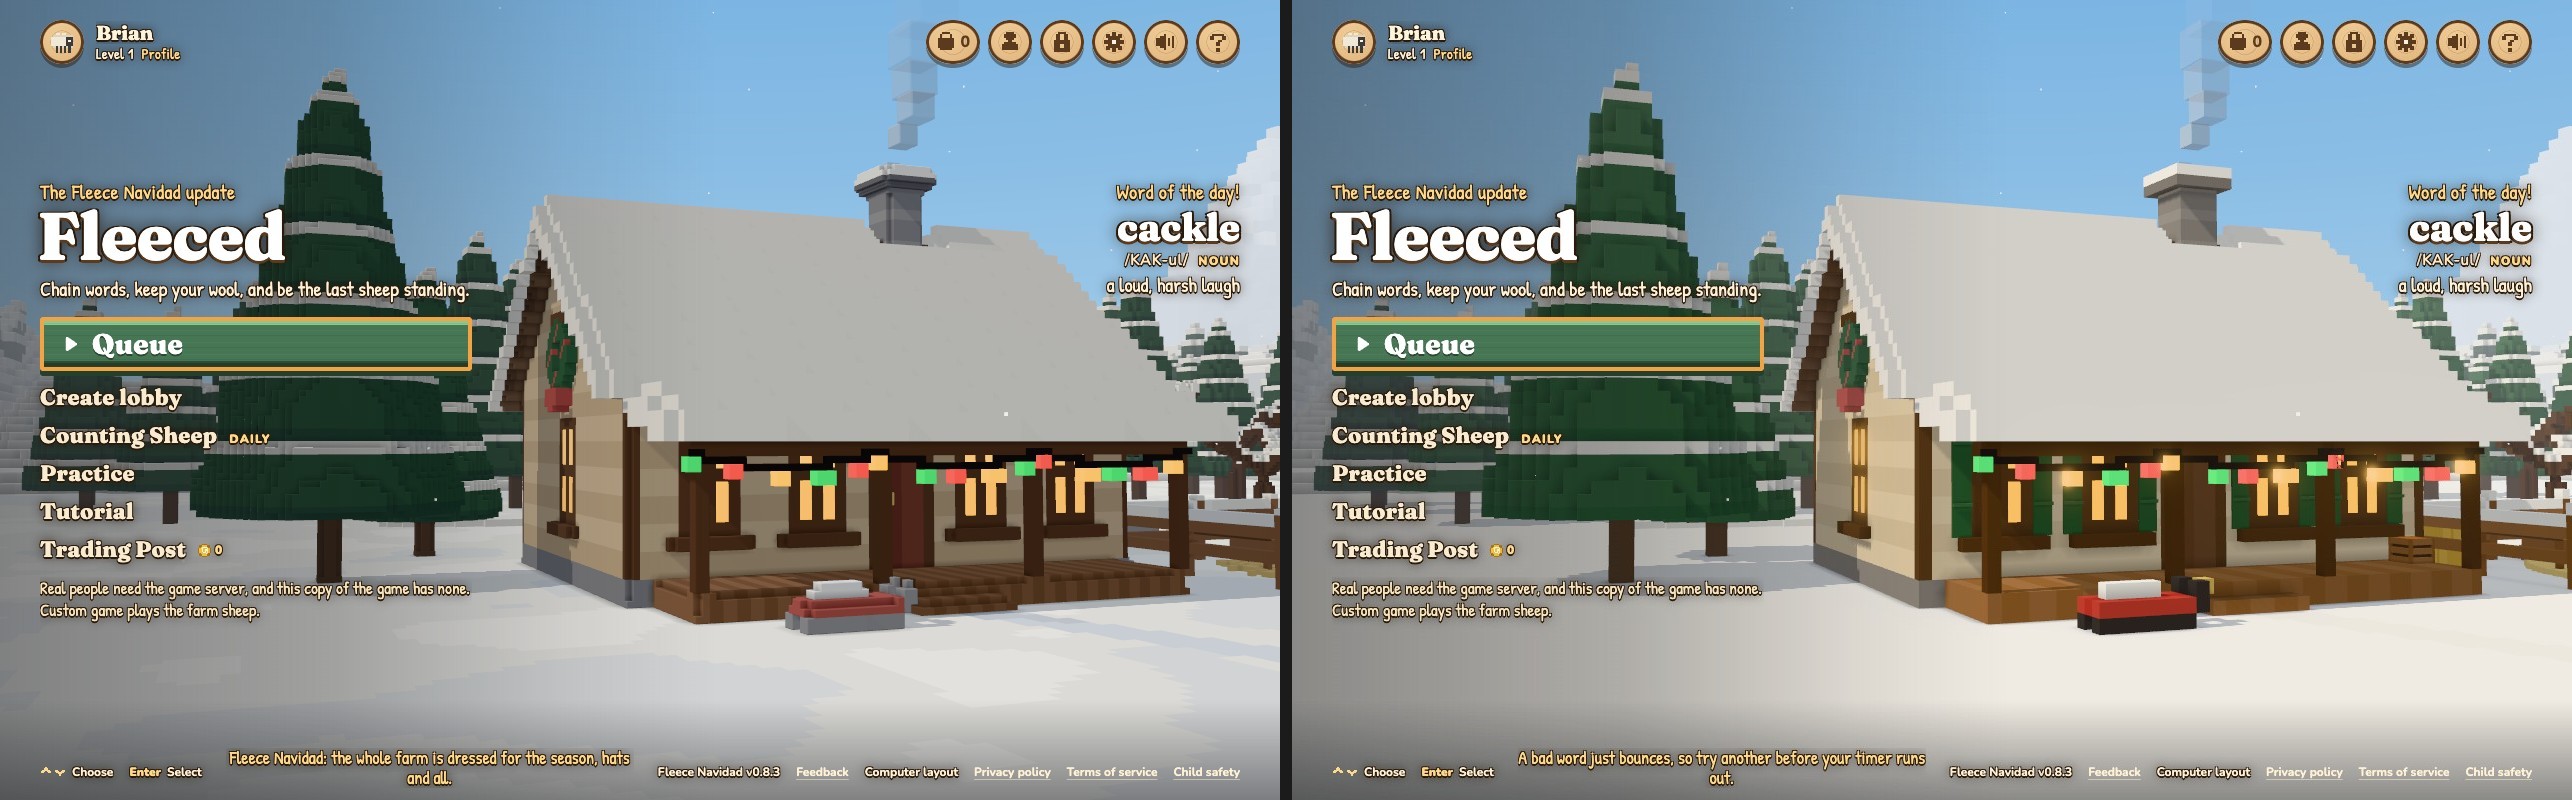 Brian
Level 1 Profile
0
The Fleece Navidad update
Fleeced
Chain words, keep your wool, and be the last sheep standing.
Queue
Create lobby
Counting Sheep DAILY
Practice
Tutorial
Trading Post 0
Real people need the game server, and this copy of the game has none.
Custom game plays the farm sheep.
Word of the day!
cackle
/KAK-ul/ NOUN
a loud, harsh laugh
Choose Enter Select
Fleece Navidad: the whole farm is dressed for the season, hats
and all.
Fleece Navidad v0.8.3 Feedback Computer layout Privacy policy Terms of service Child safety
Brian
Level 1 Profile
0
?
The Fleece Navidad update
Fleeced
Chain words, keep your wool, and be the last sheep standing.
Queue
Create lobby
Counting Sheep DAILY
Practice
Tutorial
Trading Post 0
Real people need the game server, and this copy of the game has none.
Custom game plays the farm sheep.
Word of the day!
cackle
/KAK-ul/ NOUN
a loud, harsh laugh
Choose Enter Select
A bad word just bounces, so try another before your timer runs
out.
Fleece Navidad v0.8.3 Feedback Computer layout Privacy policy Terms of service Child safety